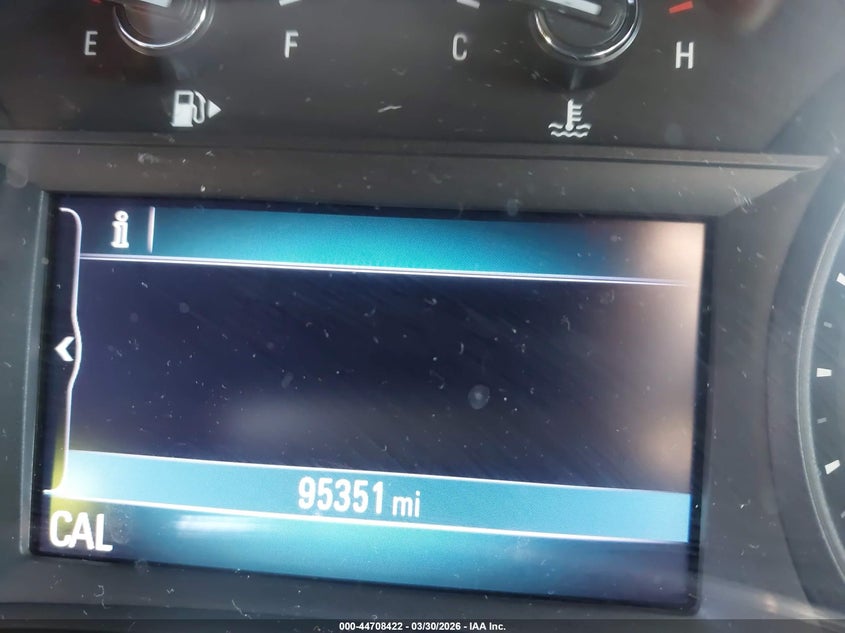 E F C H
i
95351 mi
CAL
000-44708422 - 03/30/2026 - IAA Inc.